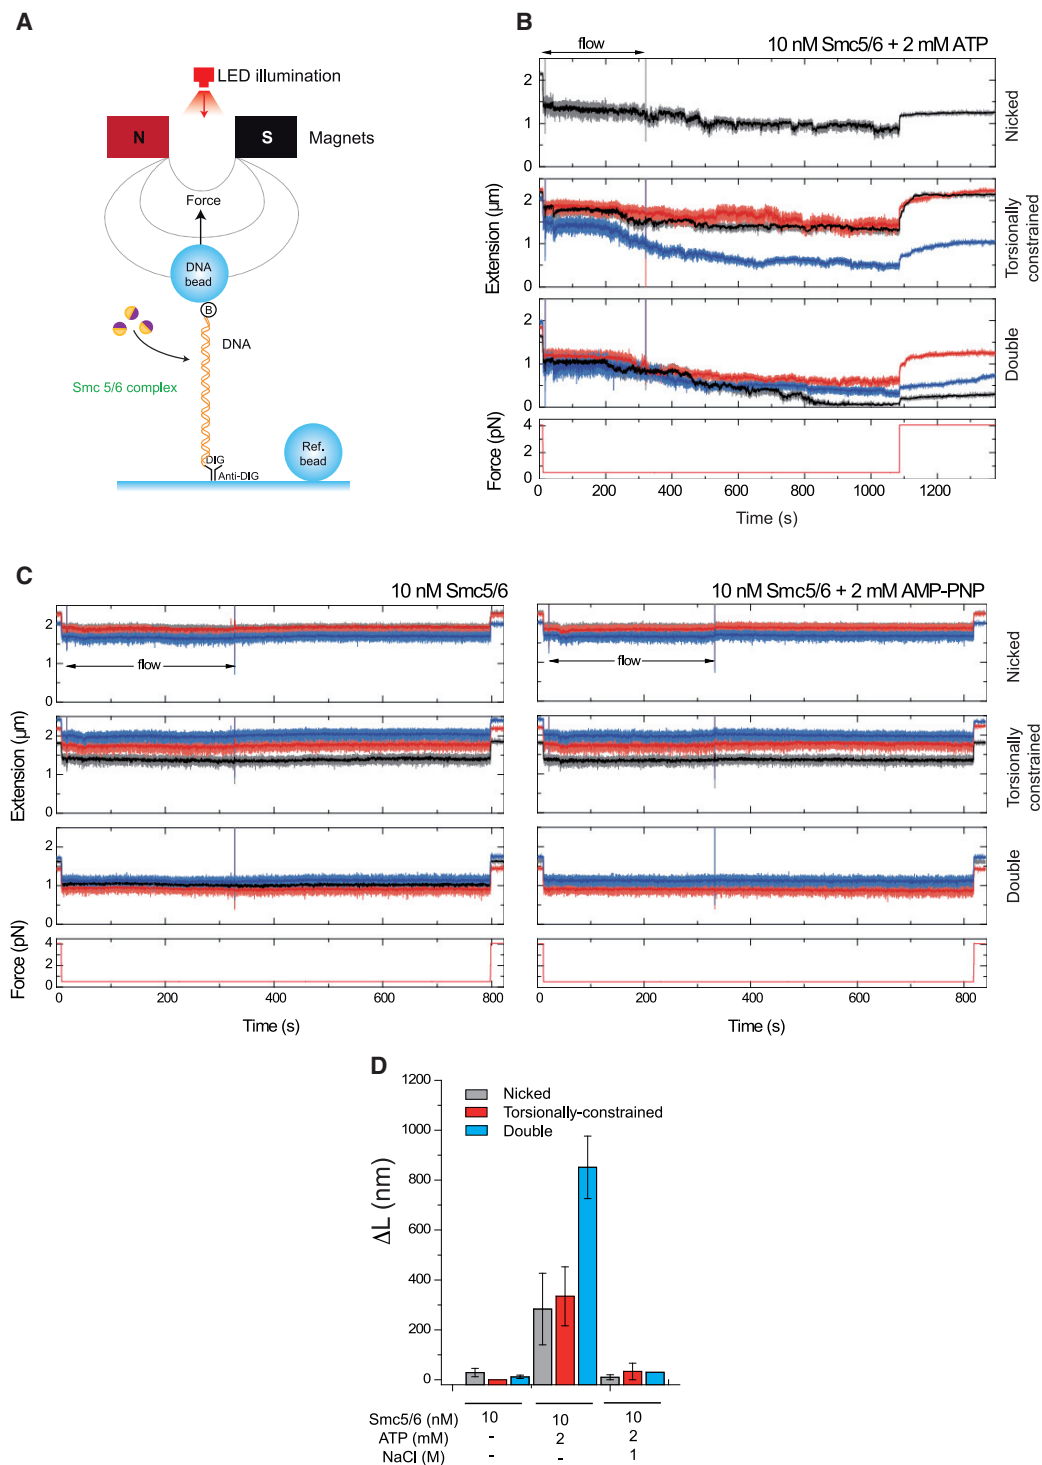 A
LED illumination
N
S
Magnets
Force
DNA
bead
B
DNA
Smc 5/6 complex
DIG
Anti-DIG
Ref.
bead
B
flow
10 nM Smc5/6 + 2 mM ATP
2
1
0
Nicked
2
1
0
Extension (µm)
Torsionally
constrained
2
1
0
Double
4
2
0
Force (pN)
0 200 400 600 800 1000 1200
Time (s)
C
10 nM Smc5/6
2
1
0
flow
2
1
0
Extension (µm)
2
1
0
4
2
0
Force (pN)
0 200 400 600 800
Time (s)
10 nM Smc5/6 + 2 mM AMP-PNP
flow
Nicked
Torsionally
constrained
Double
0 200 400 600 800
Time (s)
D
1200
1000
800
600
400
200
0
ΔL (nm)
Nicked
Torsionally-constrained
Double
Smc5/6 (nM) 10 10 10
ATP (mM) - 2 2
NaCl (M) - - 1